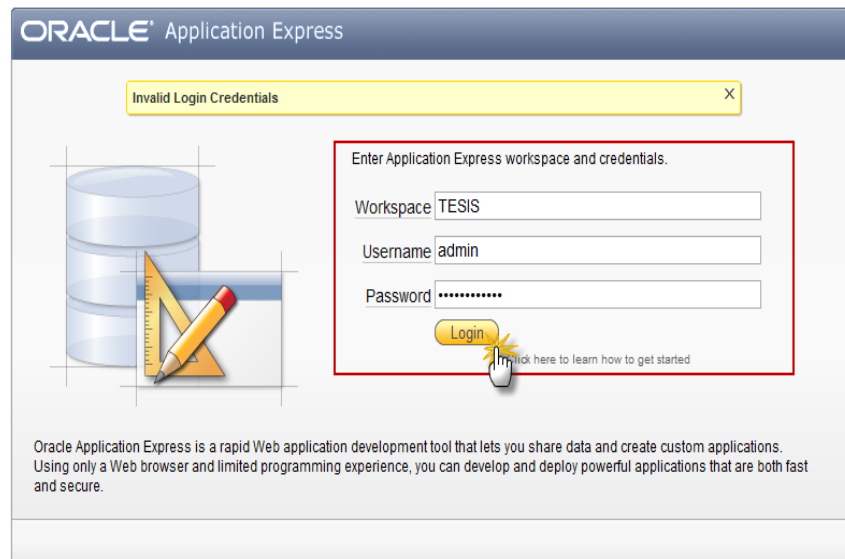 ORACLE® Application Express
Invalid Login Credentials X
Enter Application Express workspace and credentials.
Workspace TESIS
Username admin
Password ••••••••••••
Login
here to learn how to get started
Oracle Application Express is a rapid Web application development tool that lets you share data and create custom applications.
Using only a Web browser and limited programming experience, you can develop and deploy powerful applications that are both fast
and secure.